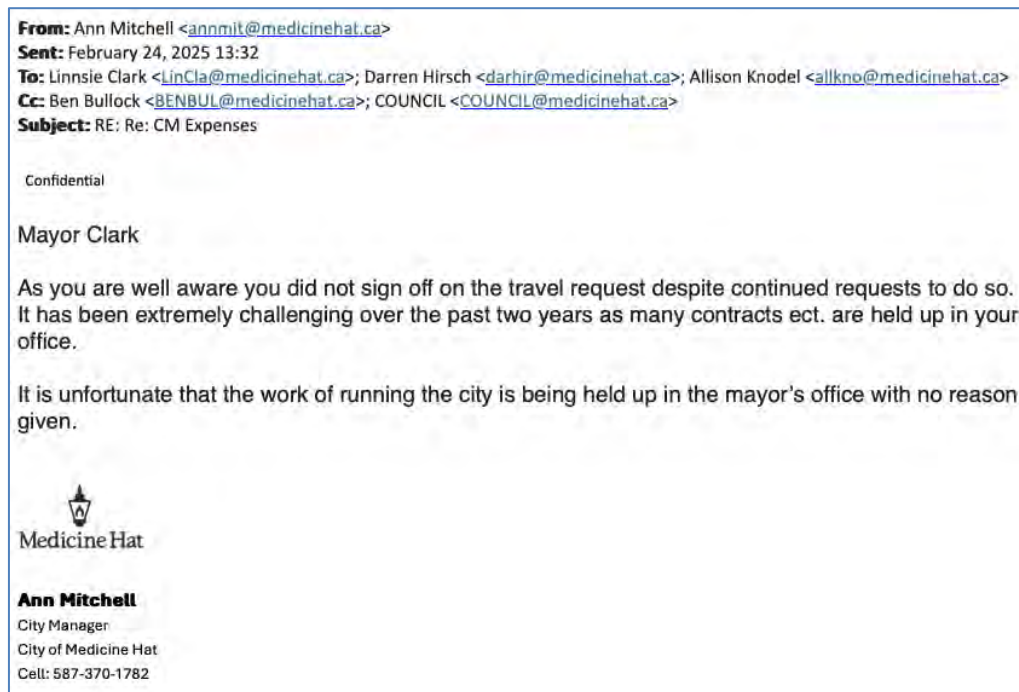 From: Ann Mitchell <annmit@medicinehat.ca>
Sent: February 24, 2025 13:32
To: Linnsie Clark <LinCla@medicinehat.ca>; Darren Hirsch <darhir@medicinehat.ca>; Allison Knodel <allkno@medicinehat.ca>
Cc: Ben Bullock <BENBUL@medicinehat.ca>; COUNCIL <COUNCIL@medicinehat.ca>
Subject: RE: Re: CM Expenses
Confidential
Mayor Clark
As you are well aware you did not sign off on the travel request despite continued requests to do so.
It has been extremely challenging over the past two years as many contracts ect. are held up in your
office.
It is unfortunate that the work of running the city is being held up in the mayor's office with no reason
given.
Medicine Hat
Ann Mitchell
City Manager
City of Medicine Hat
Cell: 587-370-1782